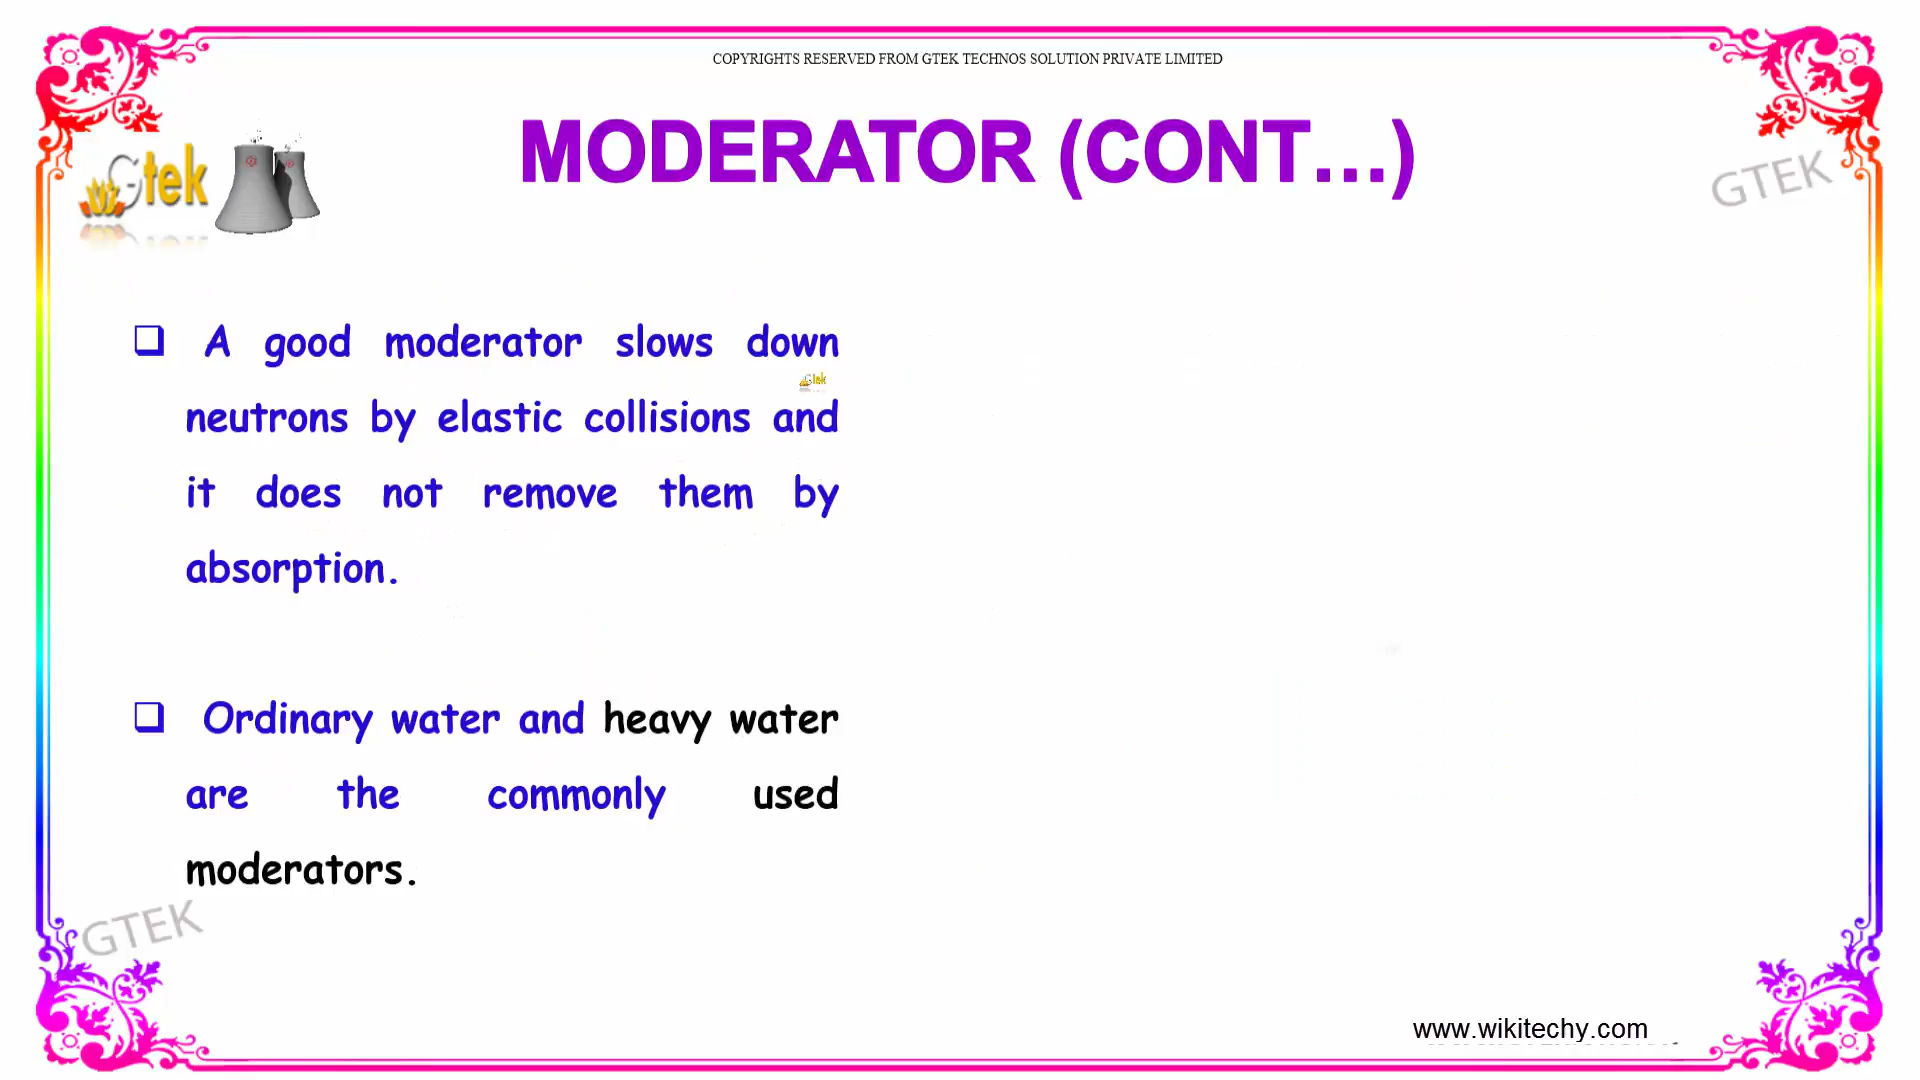 COPYRIGHTS RESERVED FROM GTEK TECHNOS SOLUTION PRIVATE LIMITED
Gtek
MODERATOR (CONT...)
GTEK
A good moderator slows down
Gtek
neutrons by elastic collisions and
it does not remove them by
absorption.
Ordinary water and heavy water
are the commonly used
moderators.
GTEK
www.wikitechy.com